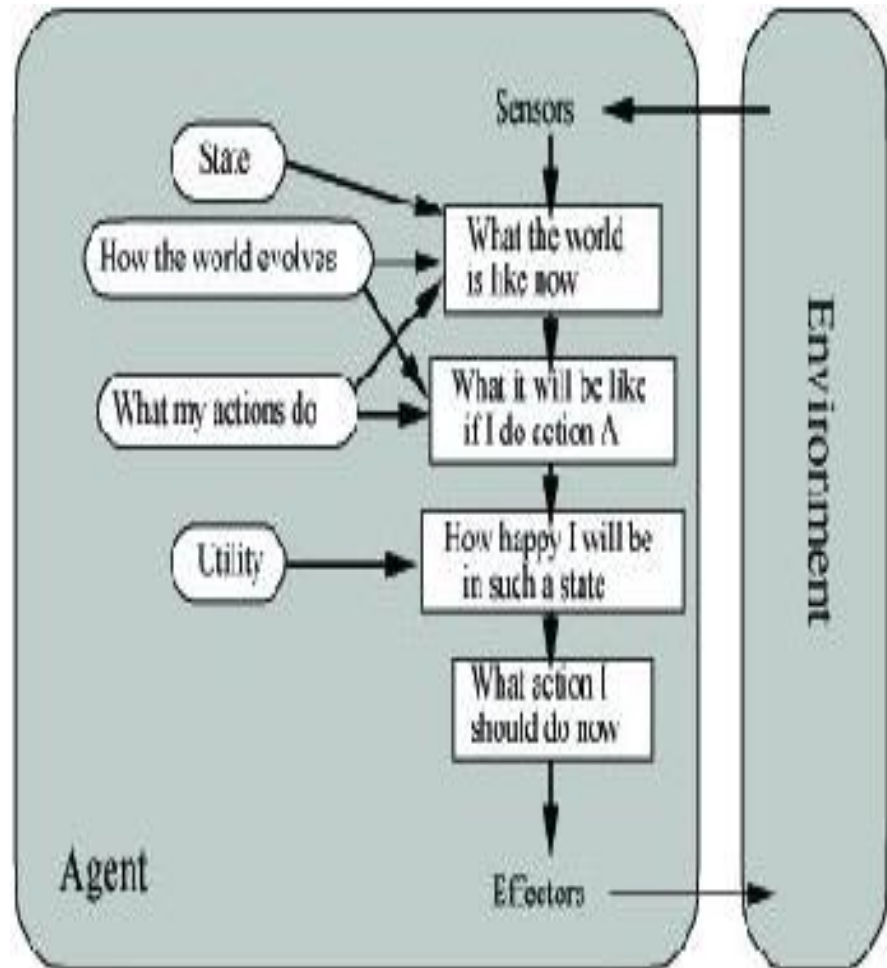 Sensors
State
What the world
is like now
How the world evolves
What it will be like
if I do action A
What my actions do
How happy I will be
in such a state
Utility
What action I
should do now
Agent
Effectors
Environment